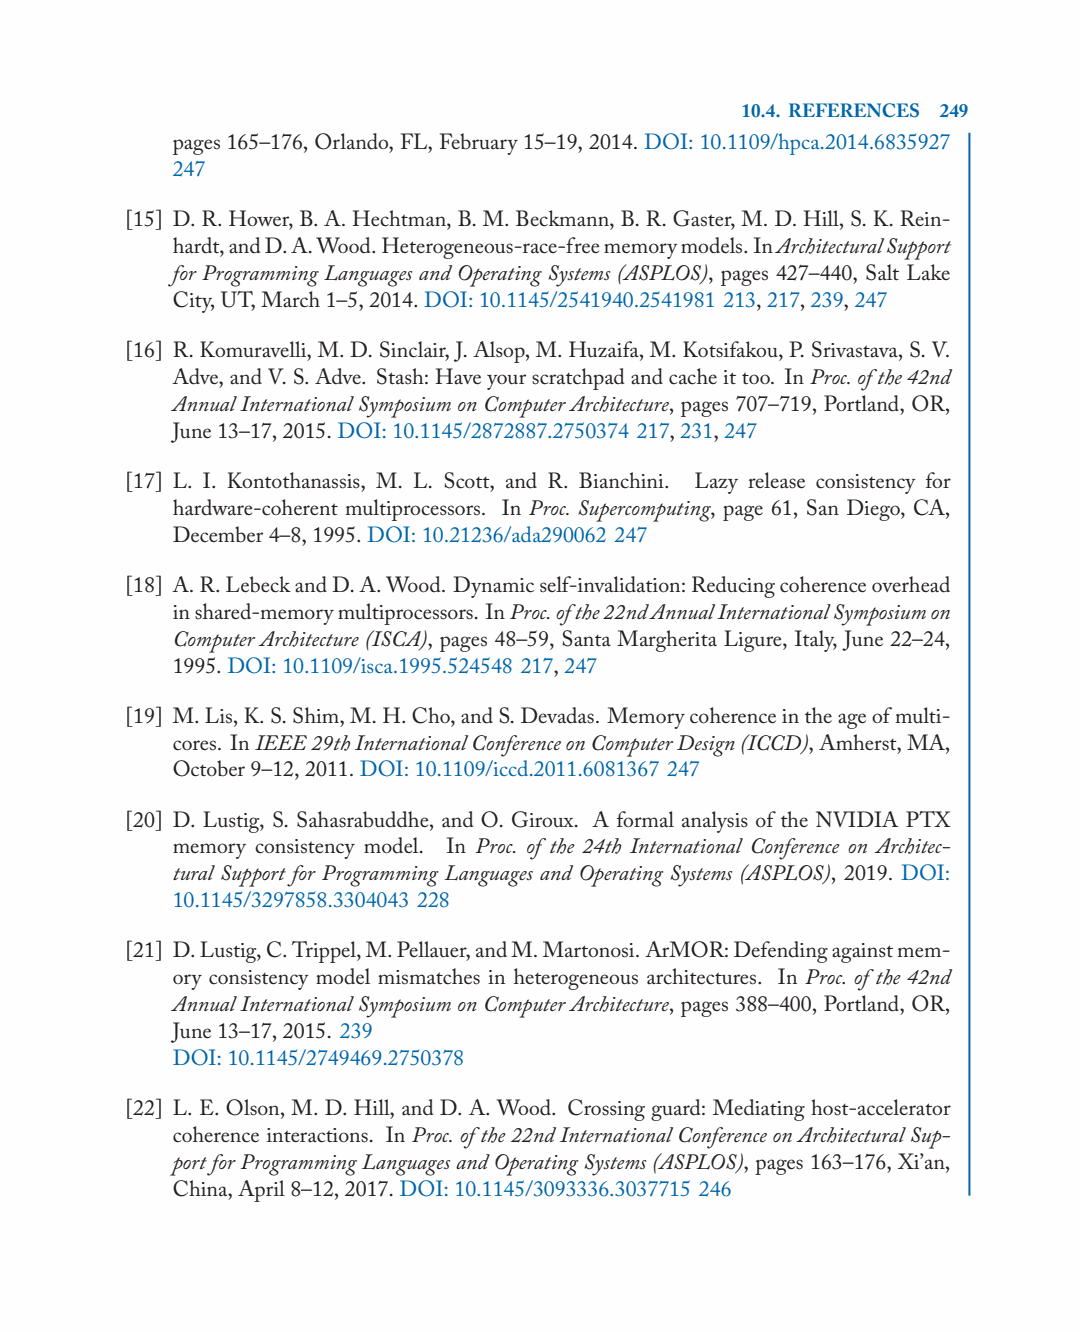 10.4. REFERENCES 249
pages 165–176, Orlando, FL, February 15–19, 2014. DOI: 10.1109/hpca.2014.6835927
247
[15] D. R. Hower, B. A. Hechtman, B. M. Beckmann, B. R. Gaster, M. D. Hill, S. K. Rein-
hardt, and D. A. Wood. Heterogeneous-race-free memory models. In Architectural Support
for Programming Languages and Operating Systems (ASPLOS), pages 427–440, Salt Lake
City, UT, March 1–5, 2014. DOI: 10.1145/2541940.2541981 213, 217, 239, 247
[16] R. Komuravelli, M. D. Sinclair, J. Alsop, M. Huzaifa, M. Kotsifakou, P. Srivastava, S. V.
Adve, and V. S. Adve. Stash: Have your scratchpad and cache it too. In Proc. of the 42nd
Annual International Symposium on Computer Architecture, pages 707–719, Portland, OR,
June 13–17, 2015. DOI: 10.1145/2872887.2750374 217, 231, 247
[17] L. I. Kontothanassis, M. L. Scott, and R. Bianchini. Lazy release consistency for
hardware-coherent multiprocessors. In Proc. Supercomputing, page 61, San Diego, CA,
December 4–8, 1995. DOI: 10.21236/ada290062 247
[18] A. R. Lebeck and D. A. Wood. Dynamic self-invalidation: Reducing coherence overhead
in shared-memory multiprocessors. In Proc. of the 22nd Annual International Symposium on
Computer Architecture (ISCA), pages 48–59, Santa Margherita Ligure, Italy, June 22–24,
1995. DOI: 10.1109/isca.1995.524548 217, 247
[19] M. Lis, K. S. Shim, M. H. Cho, and S. Devadas. Memory coherence in the age of multi-
cores. In IEEE 29th International Conference on Computer Design (ICCD), Amherst, MA,
October 9–12, 2011. DOI: 10.1109/iccd.2011.6081367 247
[20] D. Lustig, S. Sahasrabuddhe, and O. Giroux. A formal analysis of the NVIDIA PTX
memory consistency model. In Proc. of the 24th International Conference on Architec-
tural Support for Programming Languages and Operating Systems (ASPLOS), 2019. DOI:
10.1145/3297858.3304043 228
[21] D. Lustig, C. Trippel, M. Pellauer, and M. Martonosi. ArMOR: Defending against mem-
ory consistency model mismatches in heterogeneous architectures. In Proc. of the 42nd
Annual International Symposium on Computer Architecture, pages 388–400, Portland, OR,
June 13–17, 2015. 239
DOI: 10.1145/2749469.2750378
[22] L. E. Olson, M. D. Hill, and D. A. Wood. Crossing guard: Mediating host-accelerator
coherence interactions. In Proc. of the 22nd International Conference on Architectural Sup-
port for Programming Languages and Operating Systems (ASPLOS), pages 163–176, Xi’an,
China, April 8–12, 2017. DOI: 10.1145/3093336.3037715 246